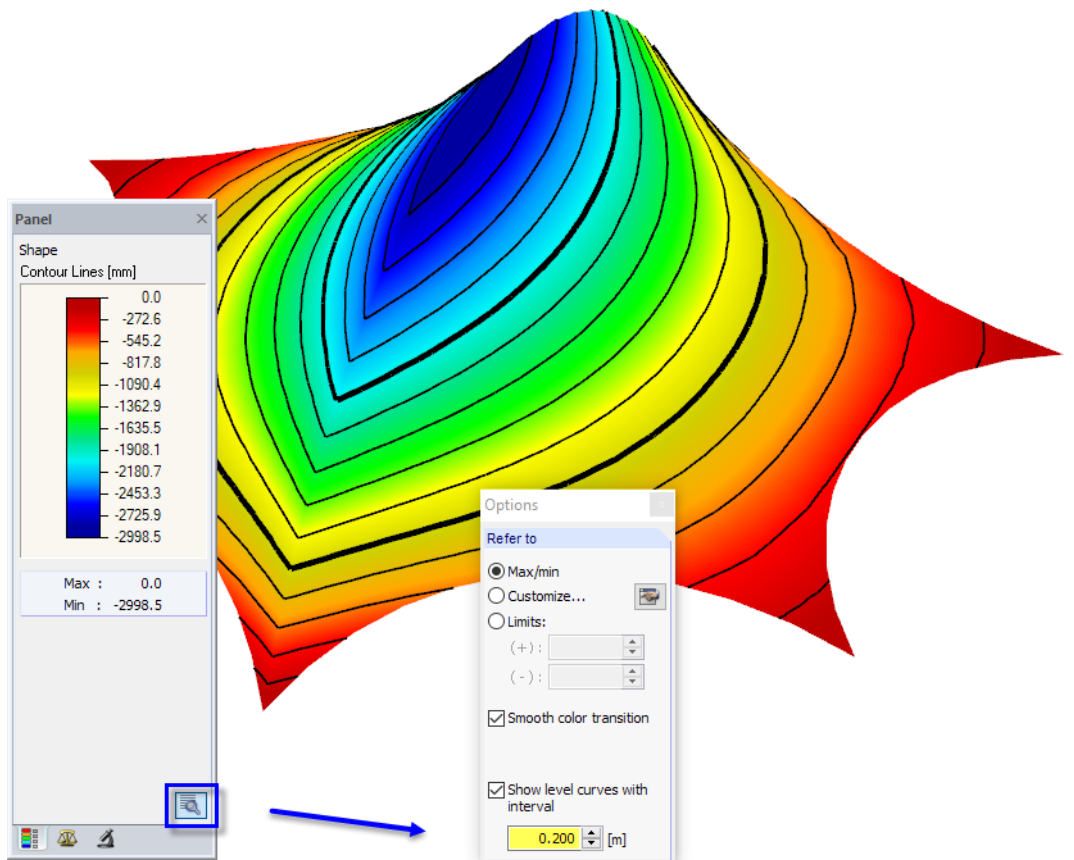 Panel
Shape
Contour Lines [mm]
0.0
-272.6
-545.2
-817.8
-1090.4
-1362.9
-1635.5
-1908.1
-2180.7
-2453.3
-2725.9
-2998.5
Max : 0.0
Min : -2998.5
Options
Refer to
Max/min
Customize...
Limits:
(+):
(-):
Smooth color transition
Show level curves with
interval
0.200 [m]